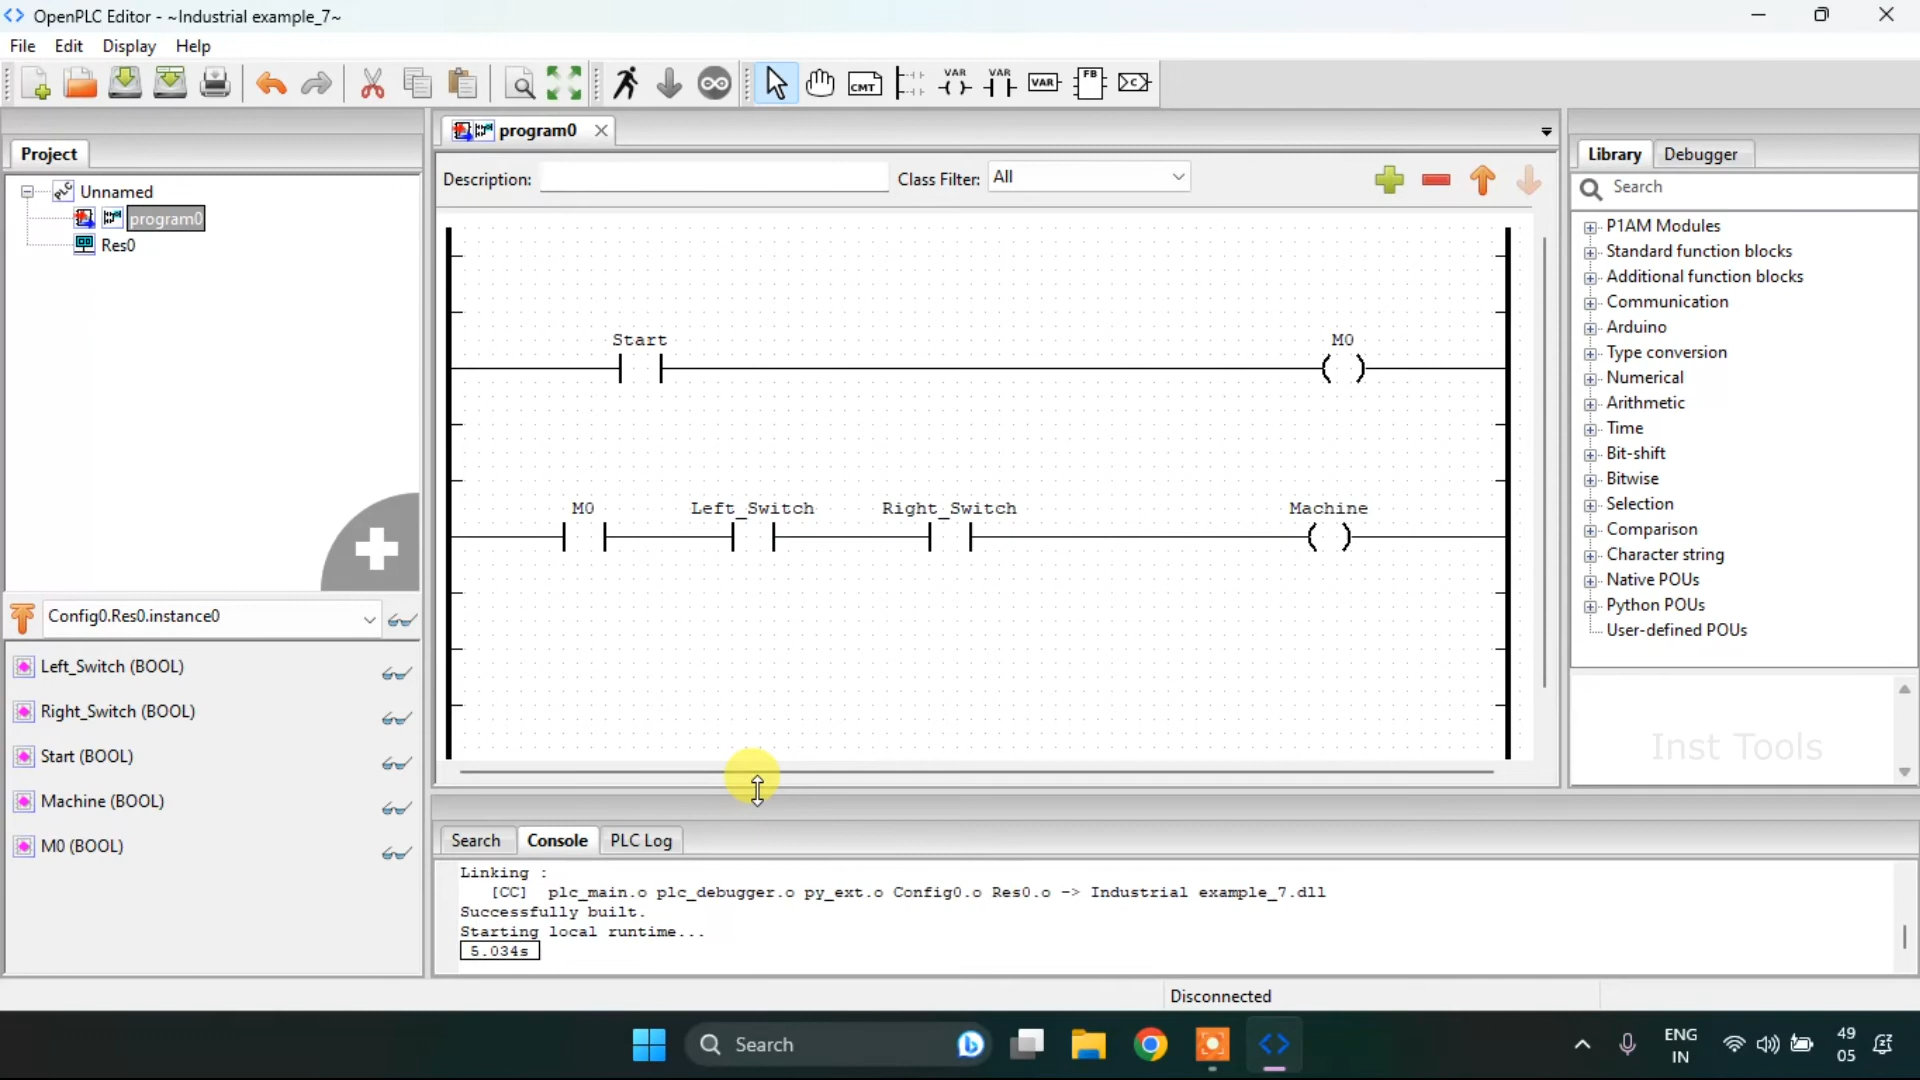 OpenPLC Editor - ~Industrial example_7~
File Edit Display Help
CMT VAR VAR VAR FB C
program0
Project
Description: Class Filter: All
Library Debugger
Search
Unnamed
program0
Res0
Start M0
M0 Left_Switch Right_Switch Machine
P1AM Modules
Standard function blocks
Additional function blocks
Communication
Arduino
Type conversion
Numerical
Arithmetic
Time
Bit-shift
Bitwise
Selection
Comparison
Character string
Native POUs
Python POUs
User-defined POUs
Config0.Res0.instance0
Left_Switch (BOOL)
Right_Switch (BOOL)
Start (BOOL)
Machine (BOOL)
M0 (BOOL)
Inst Tools
Search Console PLC Log
Linking :
[CC] plc_main.o plc_debugger.o py_ext.o Config0.o Res0.o -> Industrial example_7.dll
Successfully built.
Starting local runtime...
5.034s
Disconnected
Search
ENG
IN
49
05